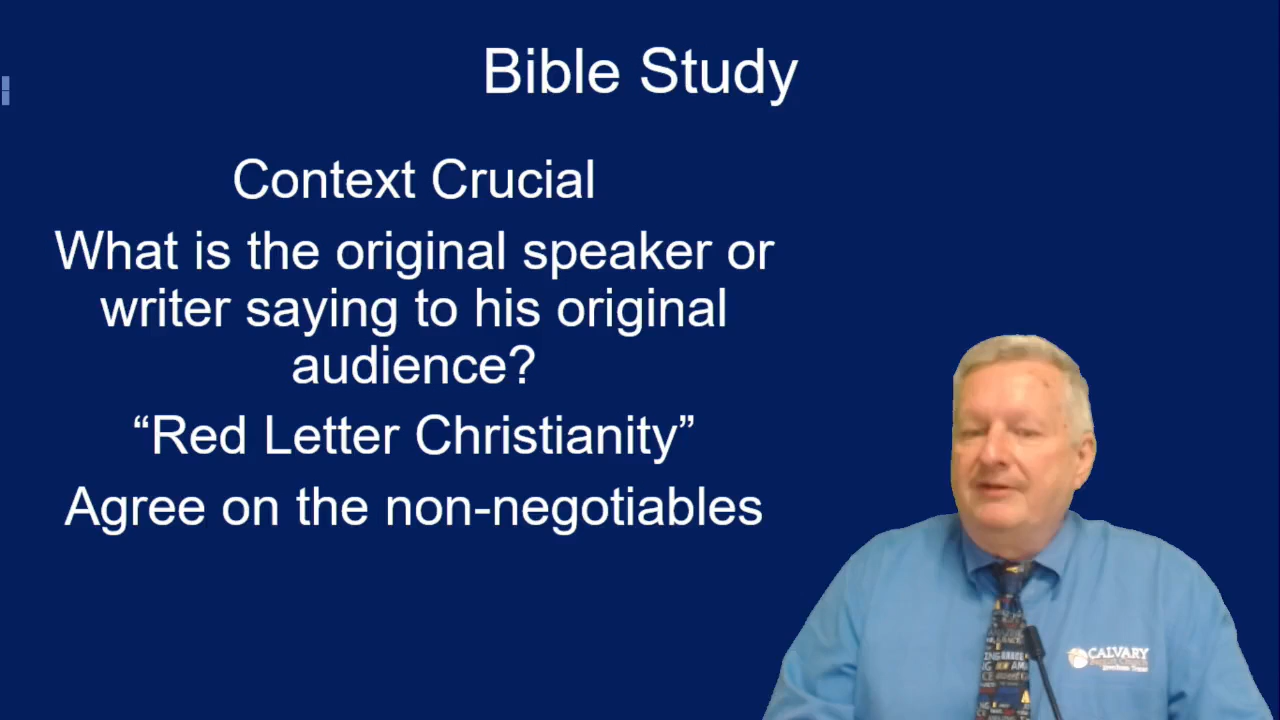 Bible Study
Context Crucial
What is the original speaker or
writer saying to his original
audience?
“Red Letter Christianity”
Agree on the non-negotiables
CALVARY